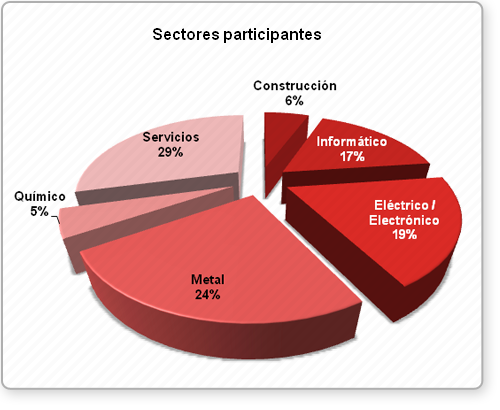 Sectores participantes
Construcción
6%
Informático
17%
Eléctrico /
Electrónico
19%
Metal
24%
Químico
5%
Servicios
29%